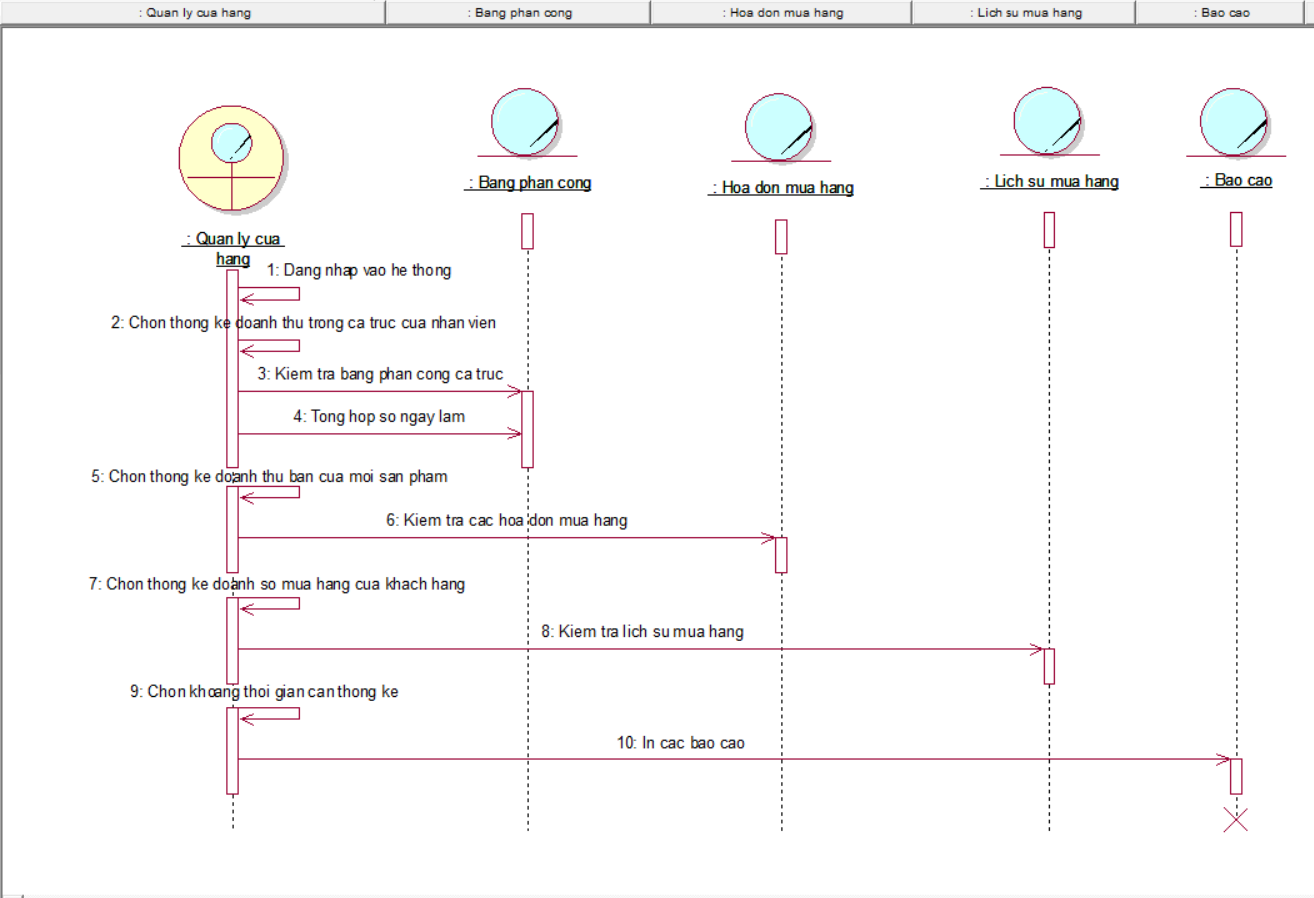 : Quan ly cua hang
: Bang phan cong
: Hoa don mua hang
: Lich su mua hang
: Bao cao
: Quan ly cua
hang
: Bang phan cong
: Hoa don mua hang
: Lich su mua hang
: Bao cao
1: Dang nhap vao he thong
2: Chon thong ke doanh thu trong ca truc cua nhan vien
3: Kiem tra bang phan cong ca truc
4: Tong hop so ngay lam
5: Chon thong ke doanh thu ban cua moi san pham
6: Kiem tra cac hoa don mua hang
7: Chon thong ke doanh so mua hang cua khach hang
8: Kiem tra lich su mua hang
9: Chon khoang thoi gian can thong ke
10: In cac bao cao